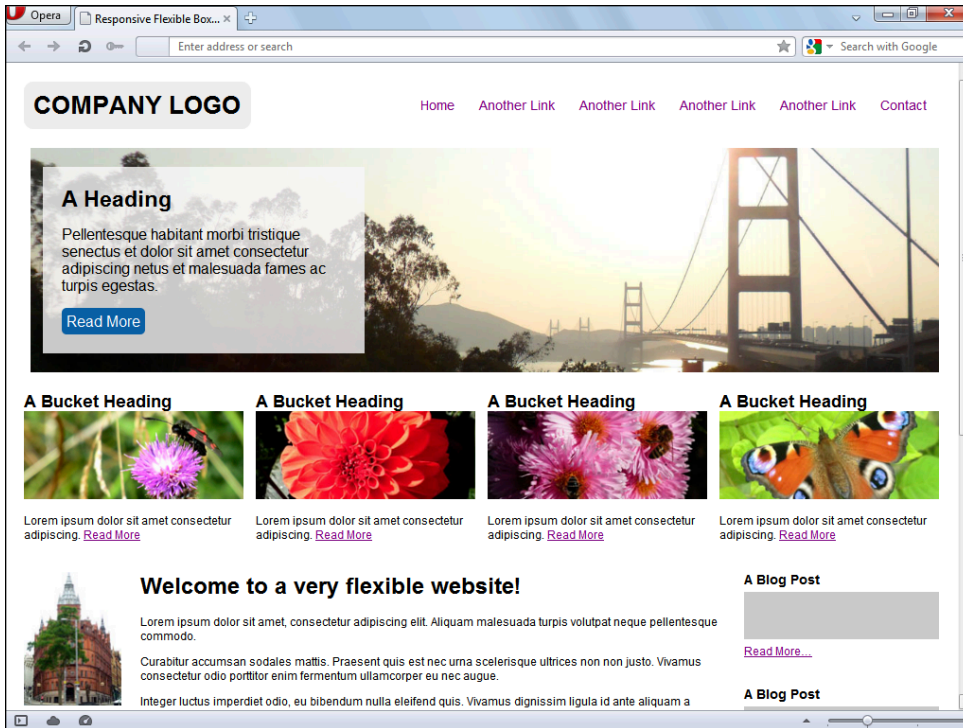 Opera
Responsive Flexible Box...
Enter address or search
Search with Google
COMPANY LOGO
Home
Another Link
Another Link
Another Link
Another Link
Contact
A Heading
Pellentesque habitant morbi tristique
senectus et dolor sit amet consectetur
adipiscing netus et malesuada fames ac
turpis egestas.
Read More
A Bucket Heading
Lorem ipsum dolor sit amet consectetur
adipiscing. Read More
A Bucket Heading
Lorem ipsum dolor sit amet consectetur
adipiscing. Read More
A Bucket Heading
Lorem ipsum dolor sit amet consectetur
adipiscing. Read More
A Bucket Heading
Lorem ipsum dolor sit amet consectetur
adipiscing. Read More
Welcome to a very flexible website!
Lorem ipsum dolor sit amet, consectetur adipiscing elit. Aliquam malesuada turpis volutpat neque pellentesque
commodo.
Curabitur accumsan sodales mattis. Praesent quis est nec urna scelerisque ultrices non non justo. Vivamus
consectetur odio porttitor enim fermentum ullamcorper eu nec augue.
Integer luctus imperdiet odio, eu bibendum nulla eleifend quis. Vivamus dignissim ligula id ante aliquam a
A Blog Post
Read More...
A Blog Post